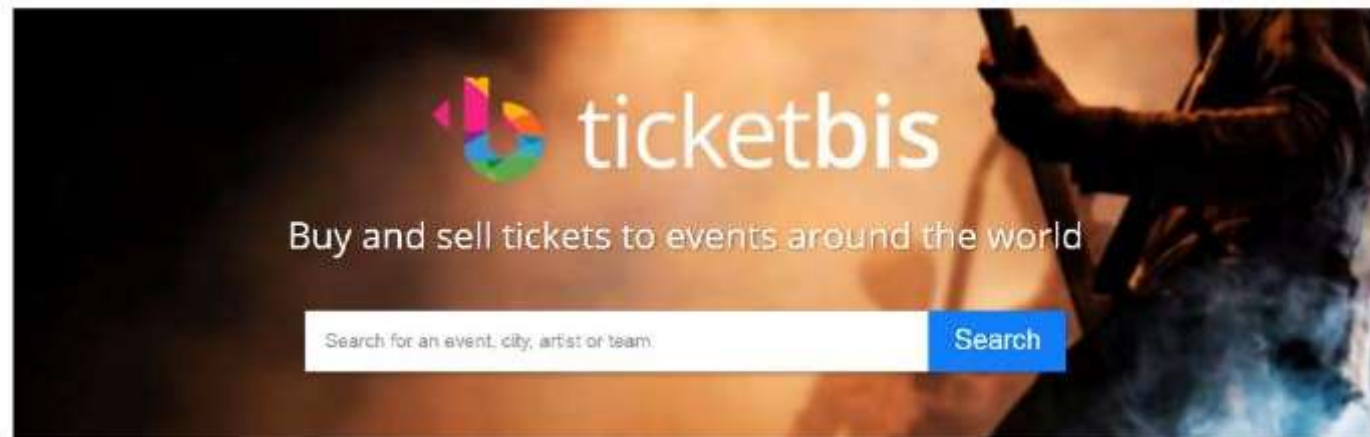 ticketbis
Buy and sell tickets to events around the world
Search for an event, city, artist or team
Search